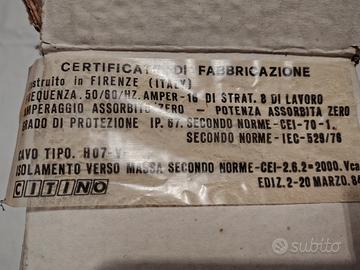 CERTIFICATO DI FABBRICAZIONE
costruito in FIRENZE (ITALY)
FREQUENZA. 50/60/HZ. AMPER-16 DI STRAT. 8 DI LAVORO
AMPERAGGIO ASSORBITO ZERO - POTENZA ASSORBITA ZERO
GRADO DI PROTEZIONE IP. 67. SECONDO NORME-CEI-70-1.
SECONDO NORME-IEC-529/76
CAVO TIPO. H07-V
ISOLAMENTO VERSO MASSA SECONDO NORME-CEI-2.6.2=2000.Vca
CITINO
EDIZ. 2-20 MARZO. 84
subito